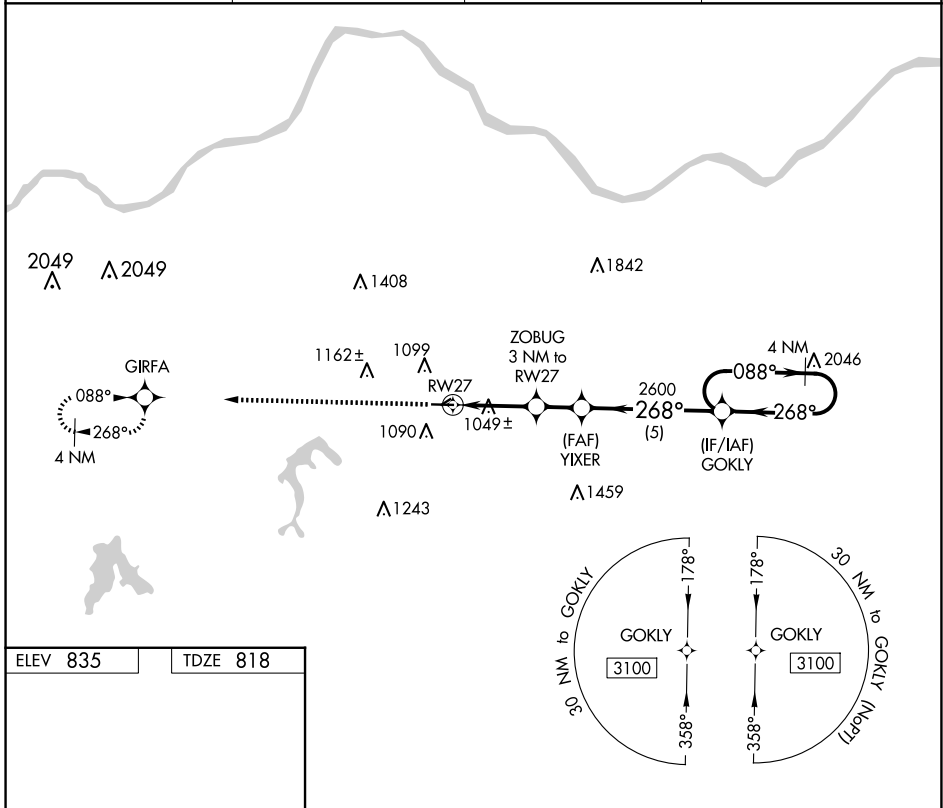 2049
2049
1408
1842
ZOBUG
3 NM to
RW27
1162±
1099
RW27
4 NM
2046
088°
GIRFA
088°
268°
4 NM
1090
1049±
2600
268°
(5)
268°
(FAF)
YIXER
(IF/IAF)
GOKLY
1459
1243
30 NM to GOKLY
178°
GOKLY
3100
358°
30 NM to GOKLY (NoPT)
178°
GOKLY
3100
358°
ELEV 835
TDZE 818